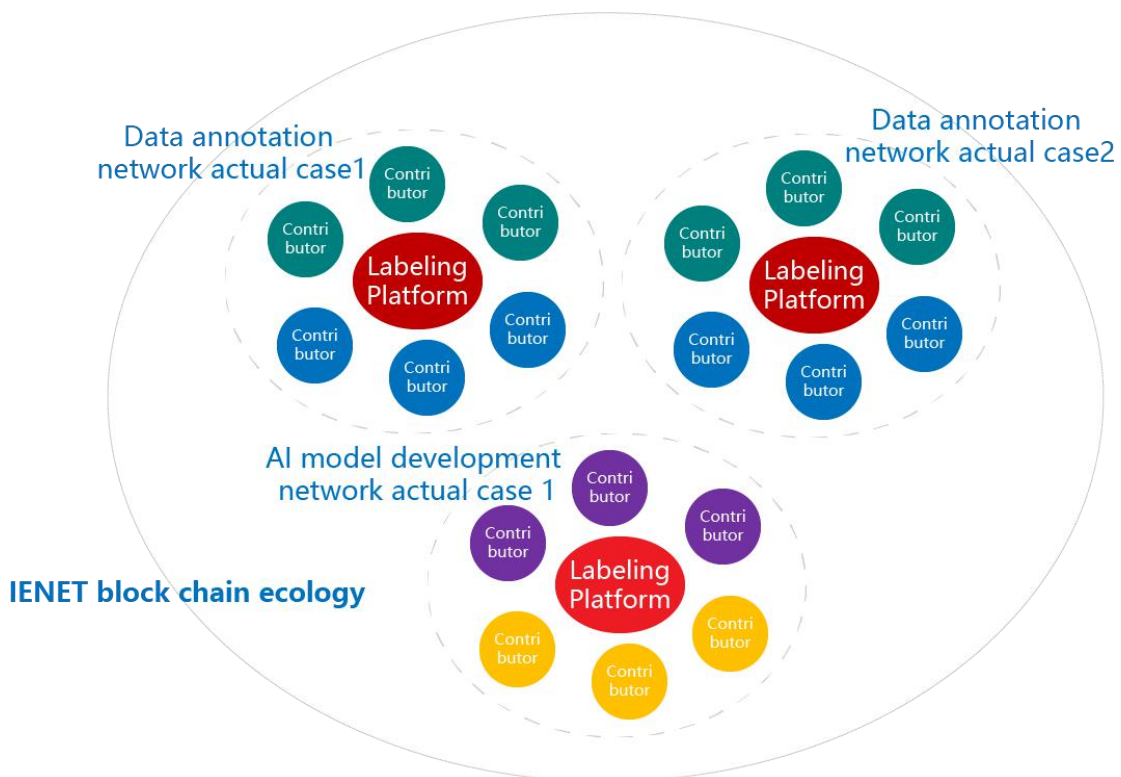 Data annotation
network actual case1
Contri
butor
Contri
butor
Contri
butor
Labeling
Platform
Contri
butor
Contri
butor
Contri
butor
Data annotation
network actual case2
Contri
butor
Contri
butor
Contri
butor
Labeling
Platform
Contri
butor
Contri
butor
Contri
butor
AI model development
network actual case 1
Contri
butor
Contri
butor
Contri
butor
Labeling
Platform
Contri
butor
Contri
butor
Contri
butor
IENET block chain ecology